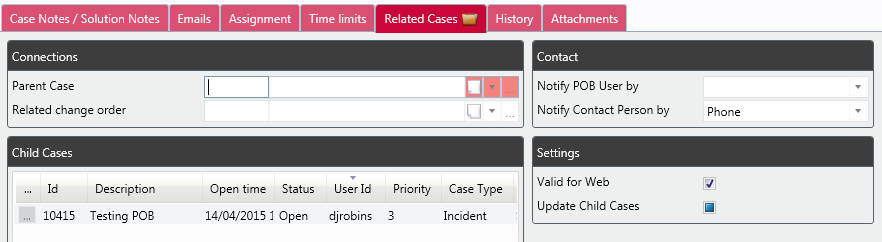 Case Notes / Solution Notes Emails Assignment Time limits Related Cases History Attachments
Connections
Parent Case ...
Related change order ...
Contact
Notify POB User by
Notify Contact Person by Phone
Child Cases
... Id Description Open time Status User Id Priority Case Type
... 10415 Testing POB 14/04/2015 1 Open djrobins 3 Incident
Settings
Valid for Web
Update Child Cases